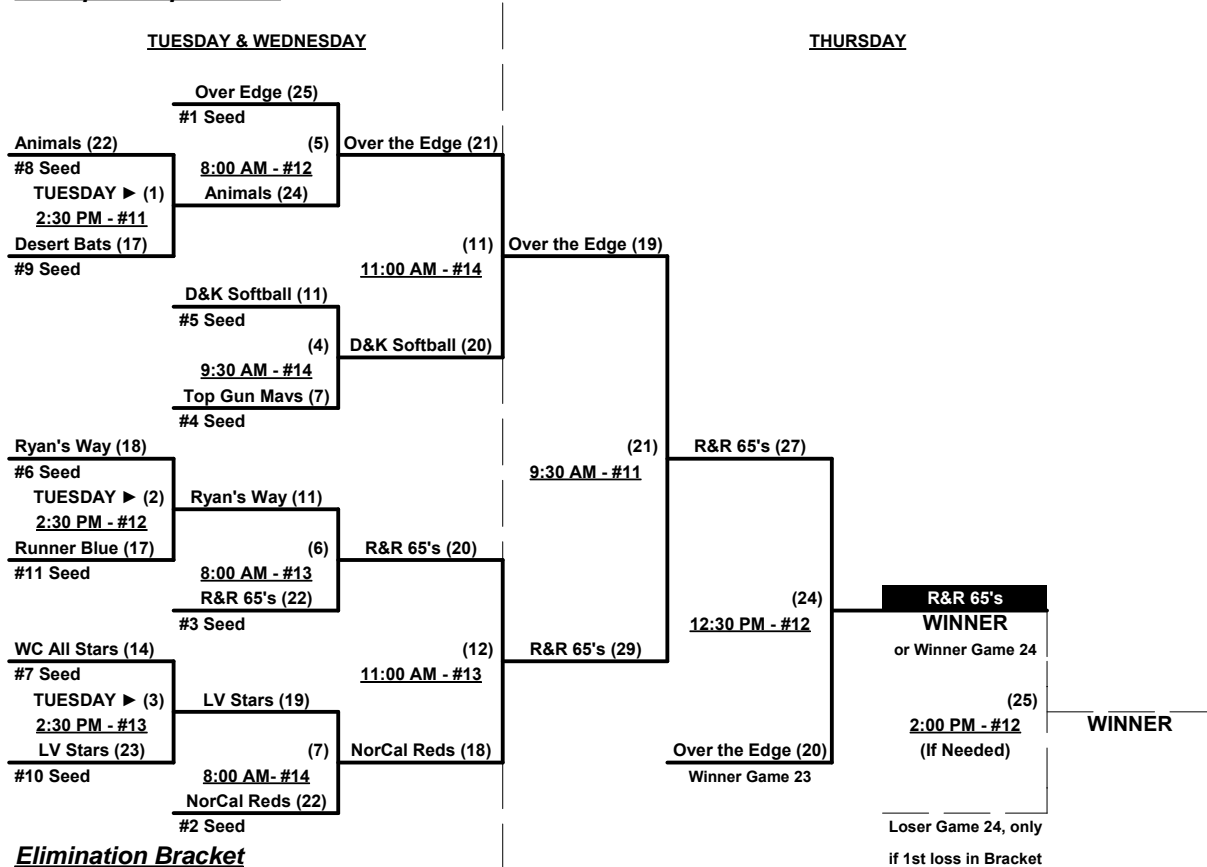 TUESDAY & WEDNESDAY
THURSDAY
Over Edge (25)
#1 Seed
Animals (22)
(5)
Over the Edge (21)
#8 Seed
8:00 AM - #12
TUESDAY ► (1)
Animals (24)
2:30 PM - #11
Desert Bats (17)
(11)
Over the Edge (19)
#9 Seed
11:00 AM - #14
D&K Softball (11)
#5 Seed
(4)
D&K Softball (20)
9:30 AM - #14
Top Gun Mavs (7)
#4 Seed
Ryan's Way (18)
(21)
R&R 65's (27)
#6 Seed
9:30 AM - #11
TUESDAY ► (2)
Ryan's Way (11)
2:30 PM - #12
Runner Blue (17)
(6)
R&R 65's (20)
#11 Seed
8:00 AM - #13
R&R 65's (22)
(24)
R&R 65's
#3 Seed
12:30 PM - #12
WINNER
WC All Stars (14)
(12)
R&R 65's (29)
or Winner Game 24
#7 Seed
11:00 AM - #13
TUESDAY ► (3)
LV Stars (19)
(25)
2:30 PM - #13
2:00 PM - #12
WINNER
LV Stars (23)
(7)
NorCal Reds (18)
Over the Edge (20)
(If Needed)
#10 Seed
8:00 AM- #14
Winner Game 23
NorCal Reds (22)
#2 Seed
Loser Game 24, only
Elimination Bracket
if 1st loss in Bracket